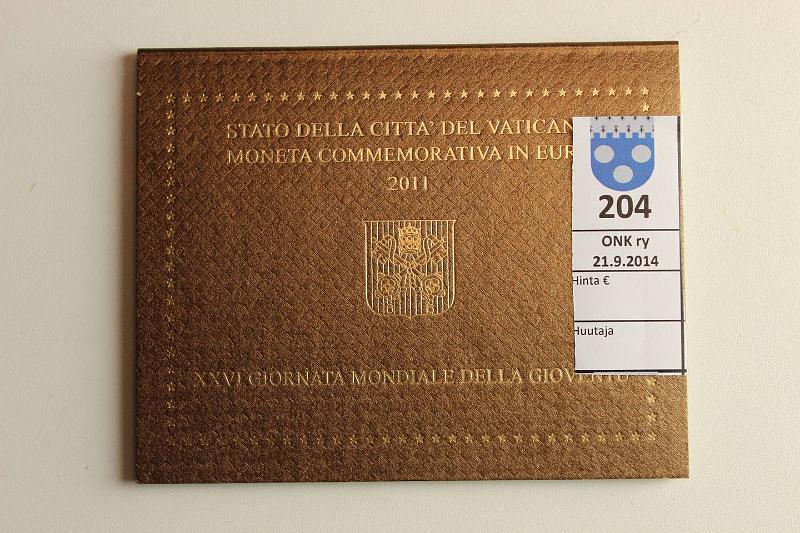 STATO DELLA CITTA' DEL VATICAN
MONETA COMMEMORATIVA IN EUR
2011
XXVI GIORNATA MONDIALE DELLA GIOVENTÙ
204
ONK ry
21.9.2014
Hinta €
Huutaja